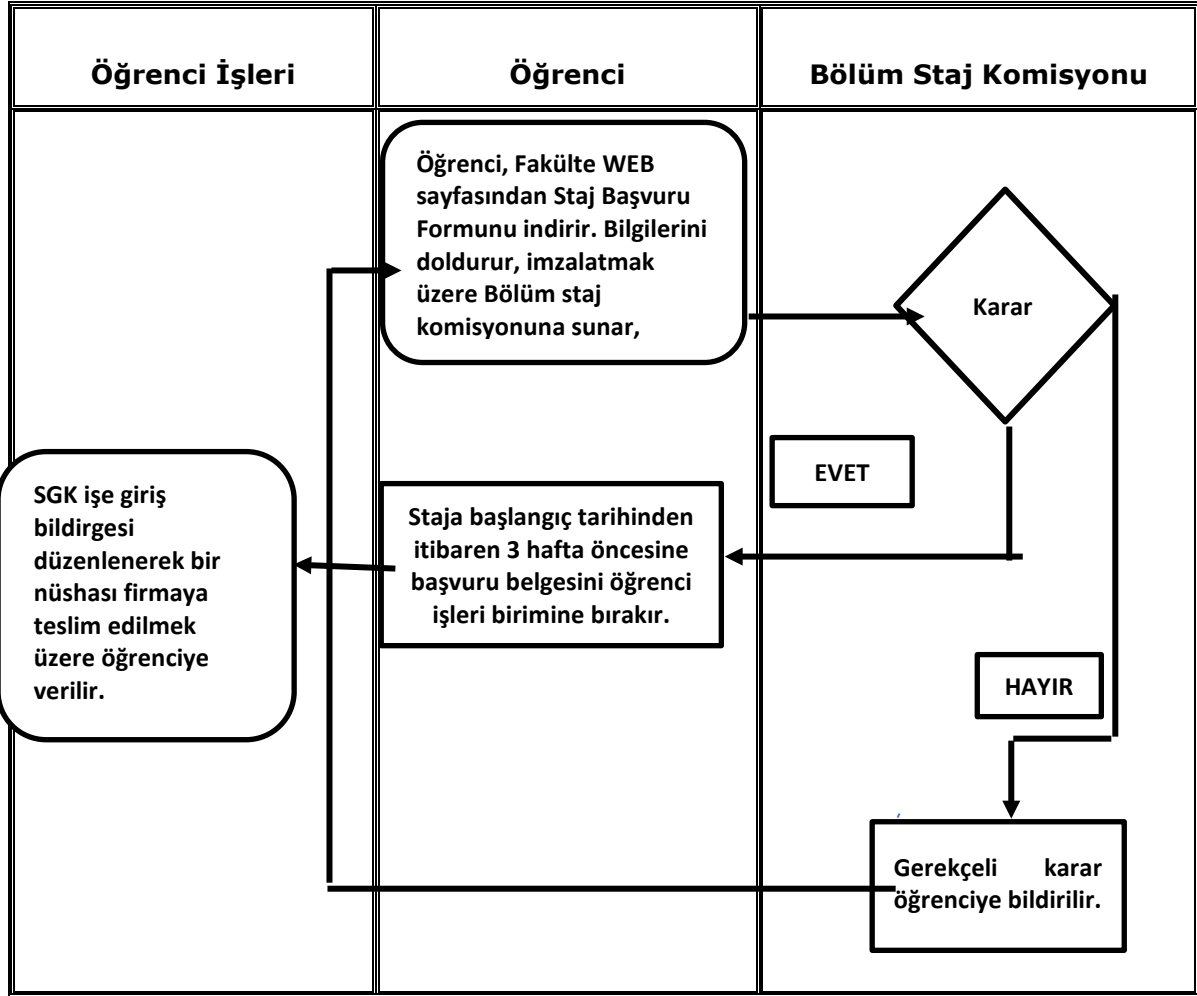 Öğrenci İşleri
Öğrenci
Bölüm Staj Komisyonu
Öğrenci, Fakülte WEB
sayfasından Staj Başvuru
Formunu indirir. Bilgilerini
doldurur, imzalatmak
üzere Bölüm staj
komisyonuna sunar,
Karar
EVET
Staja başlangıç tarihinden
itibaren 3 hafta öncesine
başvuru belgesini öğrenci
işleri birimine bırakır.
SGK işe giriş
bildirgesi
düzenlenerek bir
nüshası firmaya
teslim edilmek
üzere öğrenciye
verilir.
HAYIR
Gerekçeli karar
öğrenciye bildirilir.